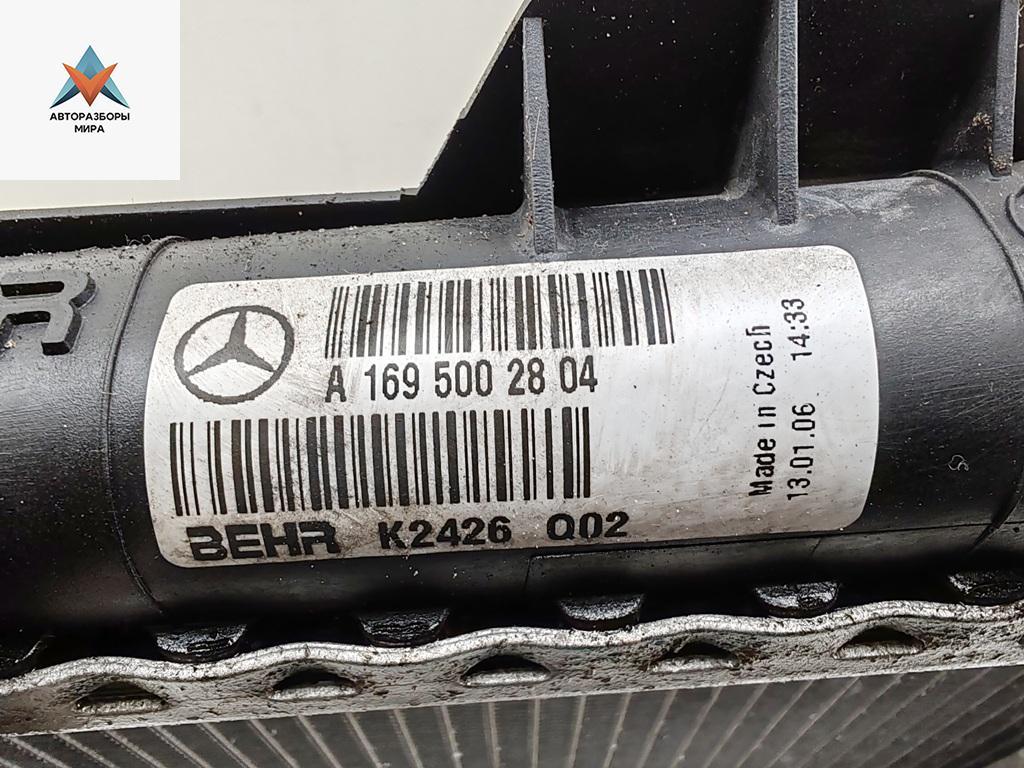 АВТОРАЗБОРЫ
МИРА
R
A 169 500 28 04
BEHR K2426 Q02
Made in Czech
13.01.06 14:33